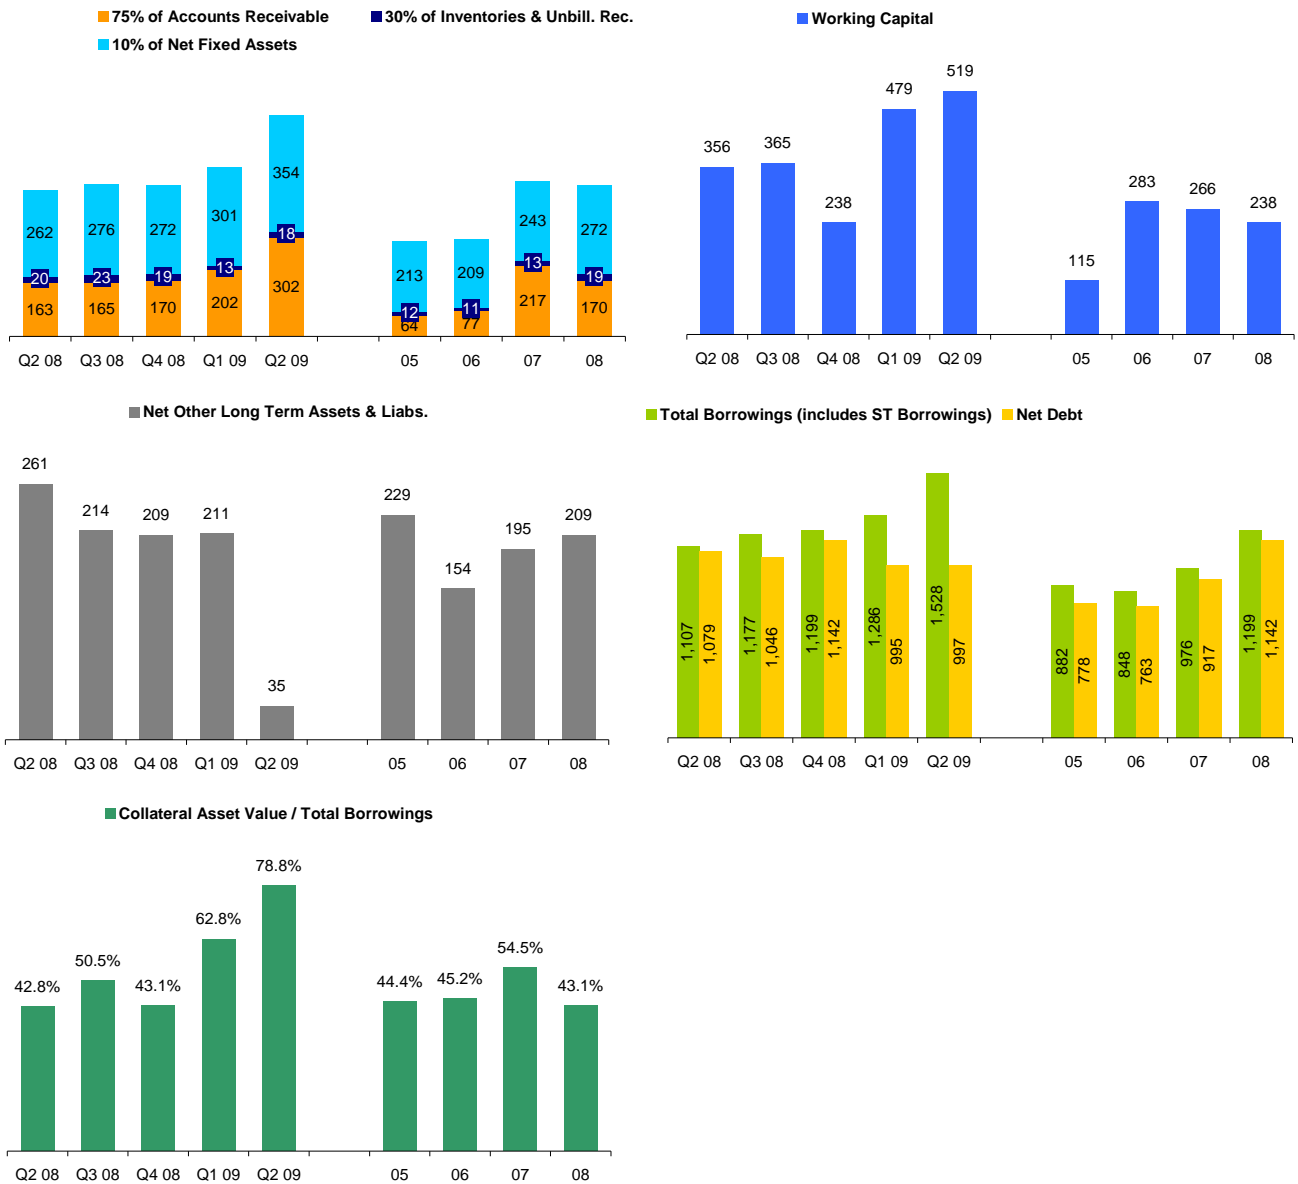 75% of Accounts Receivable 30% of Inventories & Unbill. Rec.
10% of Net Fixed Assets
354
262 276 272 301
18
20 23 19 13
163 165 170 202 302
213 209 243 272
12 11 13 19
64 77 217 170
Q2 08 Q3 08 Q4 08 Q1 09 Q2 09 05 06 07 08
Working Capital
356 365 238 479 519 115 283 266 238
Q2 08 Q3 08 Q4 08 Q1 09 Q2 09 05 06 07 08
Net Other Long Term Assets & Liabs.
261 214 209 211 35 229 154 195 209
Q2 08 Q3 08 Q4 08 Q1 09 Q2 09 05 06 07 08
Total Borrowings (includes ST Borrowings) Net Debt
1,107 1,079 1,177 1,046 1,199 1,142 1,286 995 1,528 997 882 778 848 763 976 917 1,199 1,142
Q2 08 Q3 08 Q4 08 Q1 09 Q2 09 05 06 07 08
Collateral Asset Value / Total Borrowings
42.8% 50.5% 43.1% 62.8% 78.8% 44.4% 45.2% 54.5% 43.1%
Q2 08 Q3 08 Q4 08 Q1 09 Q2 09 05 06 07 08